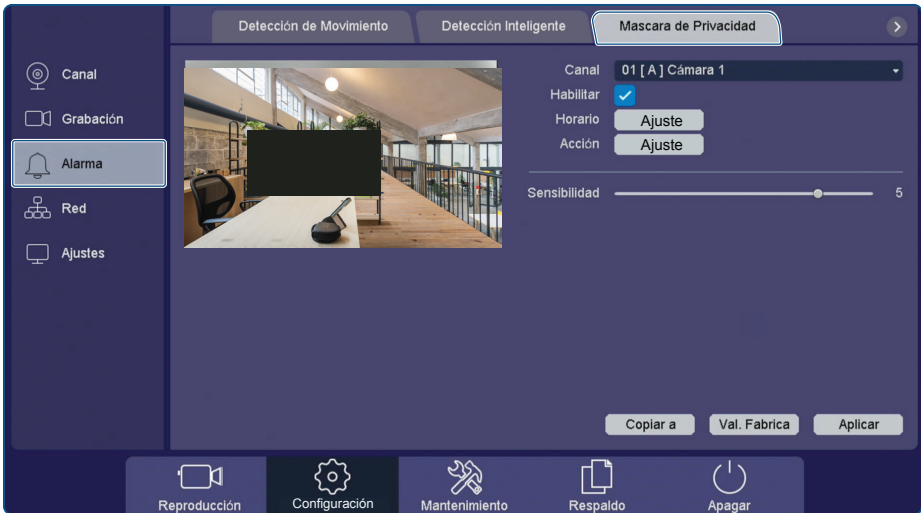 Detección de Movimiento
Detección Inteligente
Mascara de Privacidad
Canal
Grabación
Alarma
Red
Ajustes
Canal 01 [ A ] Cámara 1
Habilitar
Horario Ajuste
Acción Ajuste
Sensibilidad 5
Copiar a Val. Fabrica Aplicar
Reproducción Configuración Mantenimiento Respaldo Apagar